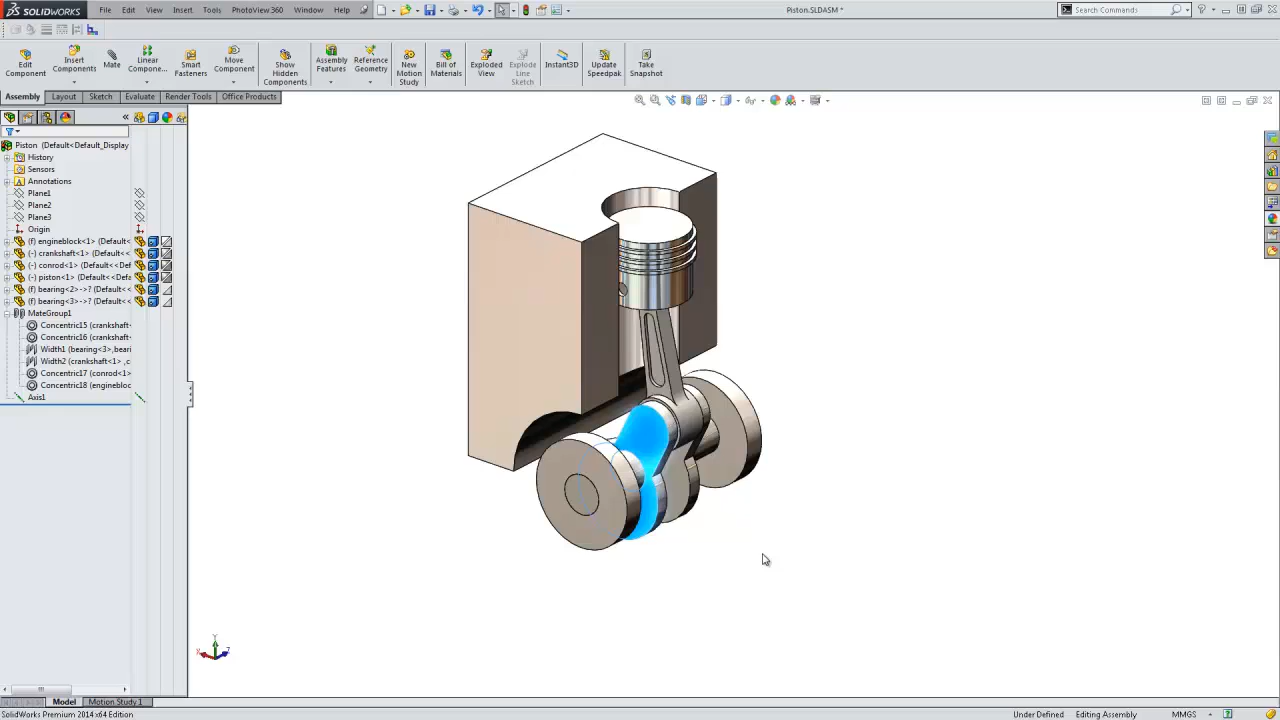 SOLIDWORKS File Edit View Insert Tools PhotoView 360 Window Help Piston.SLDASM * Search Commands
Edit Component
Insert Components
Mate
Linear Compone...
Smart Fasteners
Move Component
Show Hidden Components
Assembly Features
Reference Geometry
New Motion Study
Bill of Materials
Exploded View
Explode Line Sketch
Instant3D
Update Speedpak
Take Snapshot
Assembly Layout Sketch Evaluate Render Tools Office Products
Piston (Default<Default_Display
History
Sensors
Annotations
Plane1
Plane2
Plane3
Origin
(f) engineblock<1> (Default<
(-) crankshaft<1> (Default<
(-) conrod<1> (Default<<Def
(-) piston<1> (Default<<Defa
(f) bearing<2>->? (Default<<
(f) bearing<3>->? (Default<<
MateGroup1
Concentric15 (crankshaft<
Concentric16 (crankshaft<
Width1 (bearing<3>,beari
Width2 (crankshaft<1> ,c
Concentric17 (conrod<1>
Concentric18 (enginebloc
Axis1
Y
X
Z
Model Motion Study 1
SolidWorks Premium 2014 x64 Edition Under Defined Editing Assembly MMGS